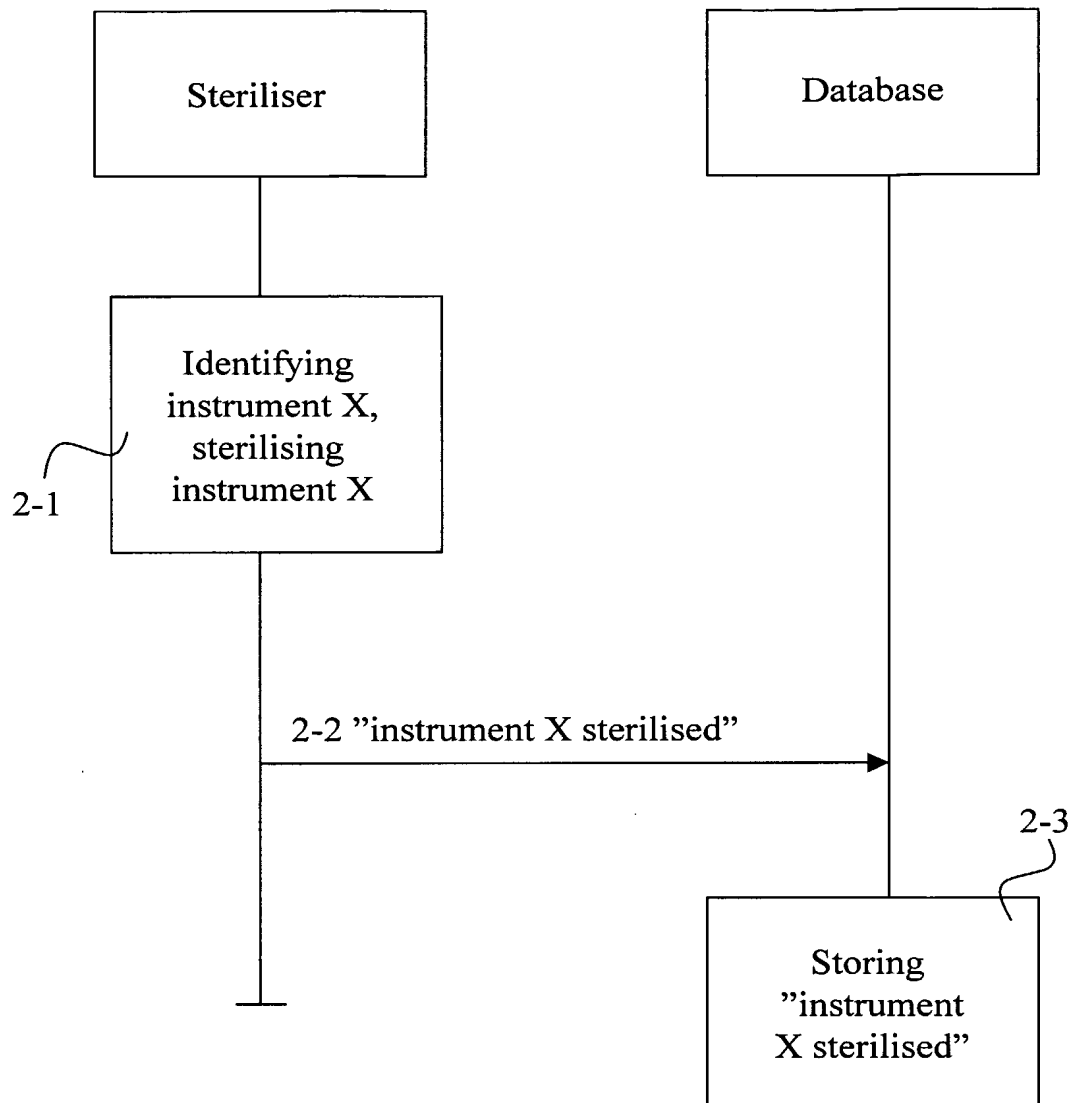 Steriliser
Database
Identifying
instrument X,
sterilising
instrument X
2-1
2-2 ”instrument X sterilised”
2-3
Storing
”instrument
X sterilised”